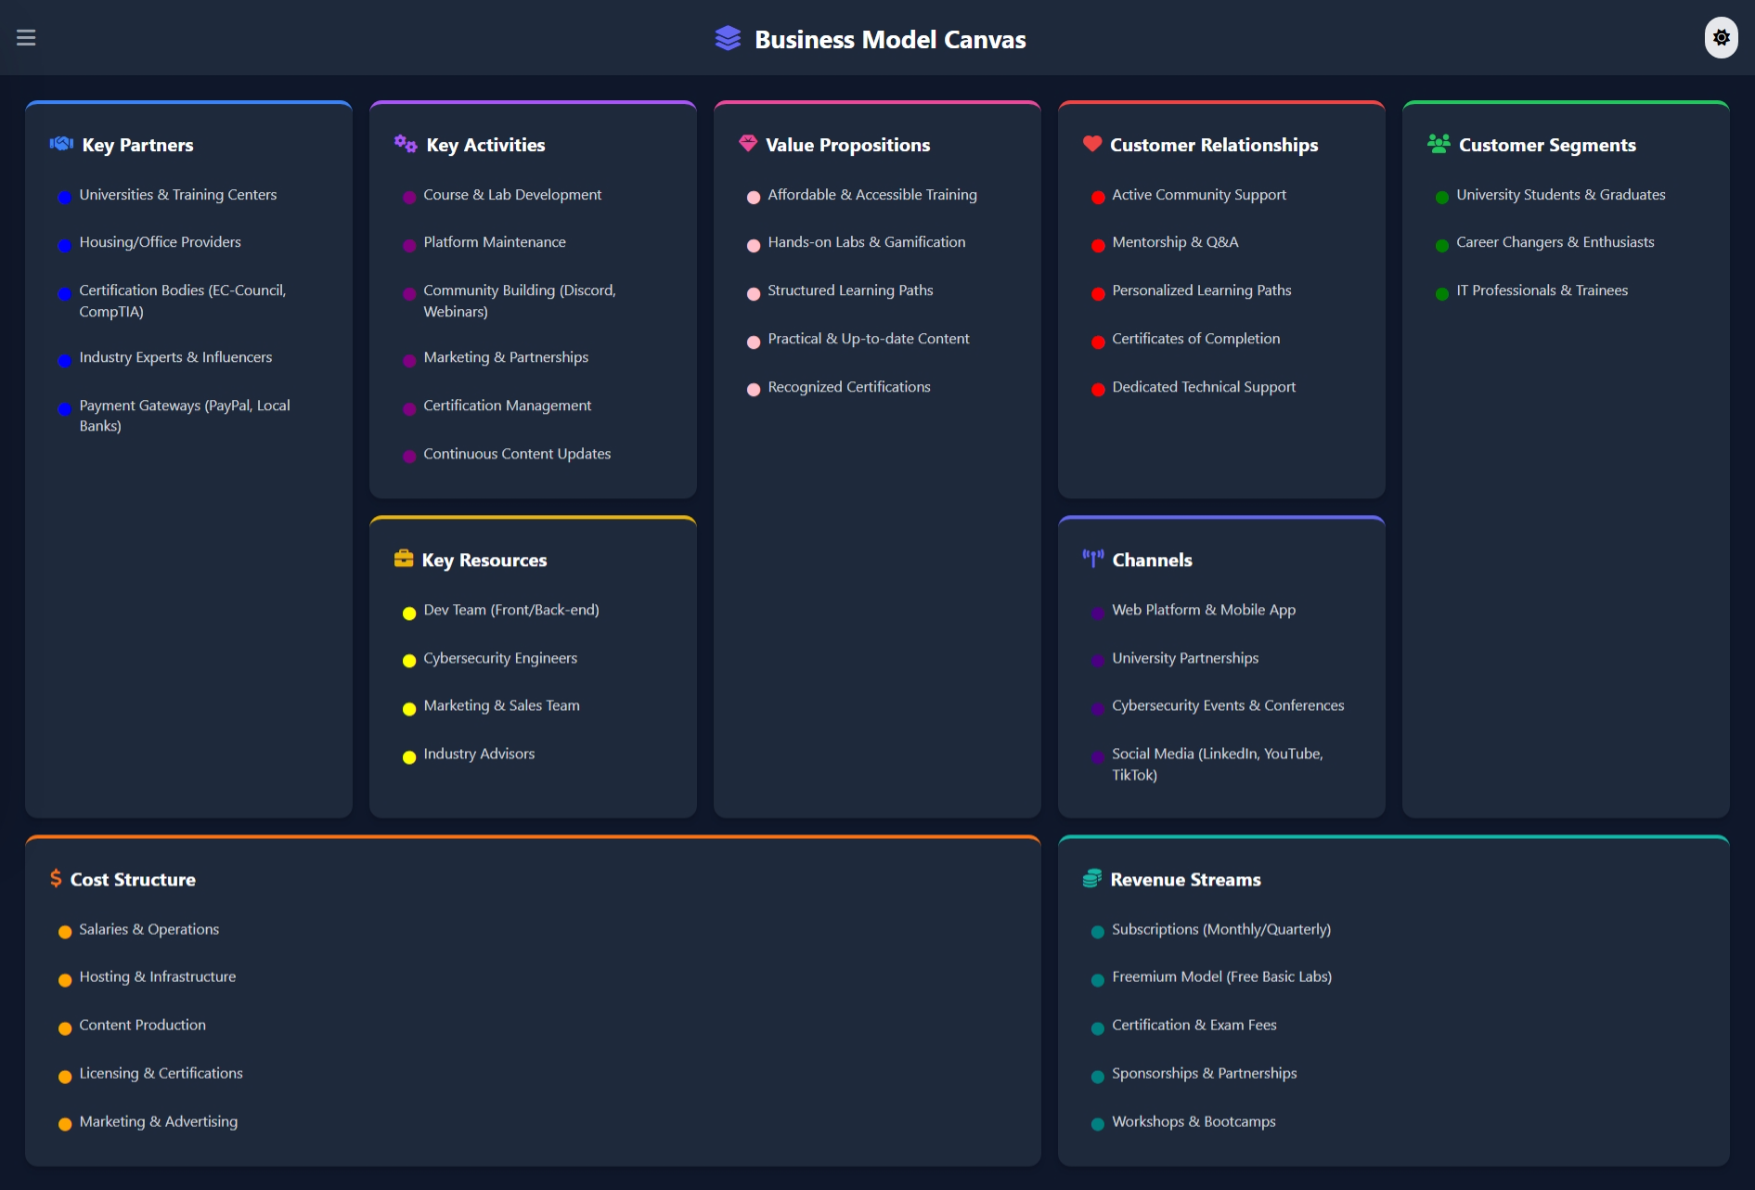 Business Model Canvas
Key Partners
Universities & Training Centers
Housing/Office Providers
Certification Bodies (EC-Council,
CompTIA)
Industry Experts & Influencers
Payment Gateways (PayPal, Local
Banks)
Key Activities
Course & Lab Development
Platform Maintenance
Community Building (Discord,
Webinars)
Marketing & Partnerships
Certification Management
Continuous Content Updates
Key Resources
Dev Team (Front/Back-end)
Cybersecurity Engineers
Marketing & Sales Team
Industry Advisors
Value Propositions
Affordable & Accessible Training
Hands-on Labs & Gamification
Structured Learning Paths
Practical & Up-to-date Content
Recognized Certifications
Customer Relationships
Active Community Support
Mentorship & Q&A
Personalized Learning Paths
Certificates of Completion
Dedicated Technical Support
Channels
Web Platform & Mobile App
University Partnerships
Cybersecurity Events & Conferences
Social Media (LinkedIn, YouTube,
TikTok)
Customer Segments
University Students & Graduates
Career Changers & Enthusiasts
IT Professionals & Trainees
Cost Structure
Salaries & Operations
Hosting & Infrastructure
Content Production
Licensing & Certifications
Marketing & Advertising
Revenue Streams
Subscriptions (Monthly/Quarterly)
Freemium Model (Free Basic Labs)
Certification & Exam Fees
Sponsorships & Partnerships
Workshops & Bootcamps